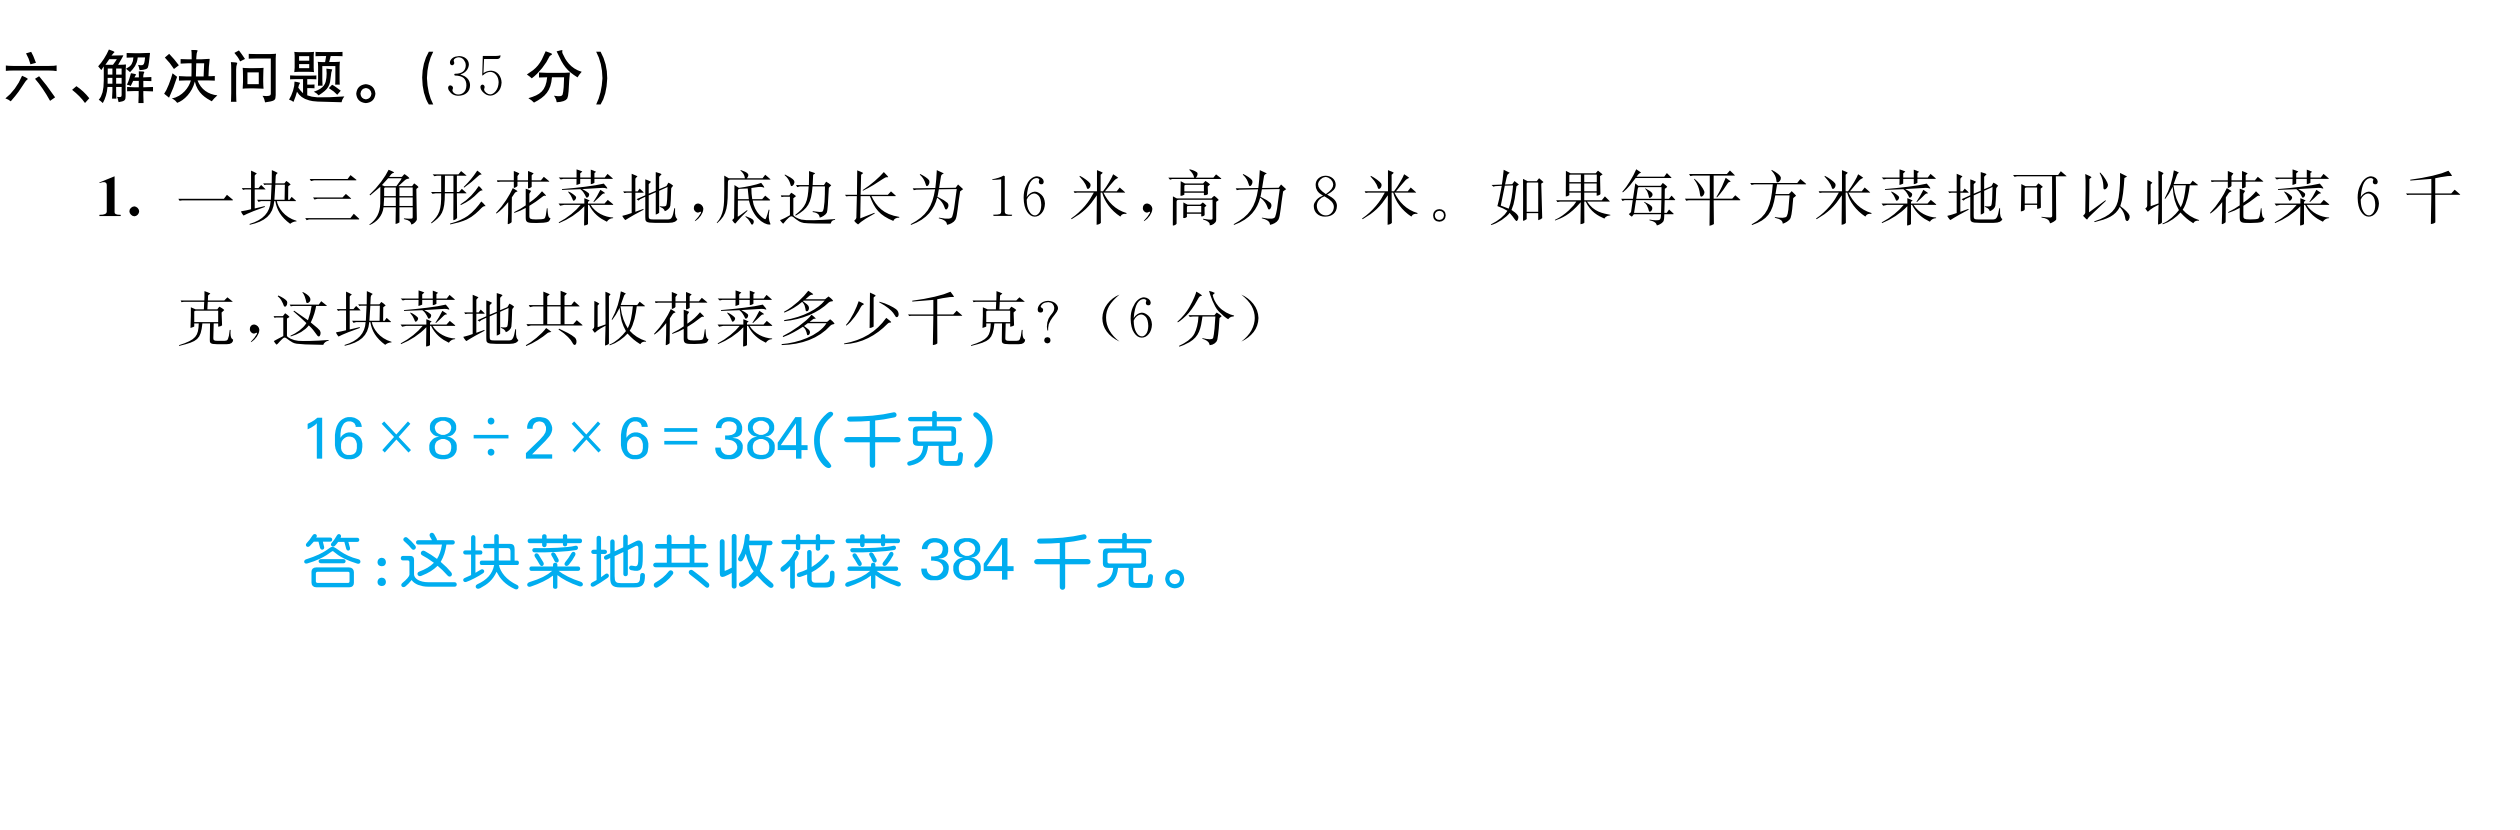 六、解决问题。(35 分)
1. 一块三角形花菜地,底边长为 16 米,高为 8 米。如果每平方米菜地可以收花菜 6 千
克,这块菜地共收花菜多少千克?(6 分)
16×8÷2×6=384(千克)
答:这块菜地共收花菜 384 千克。